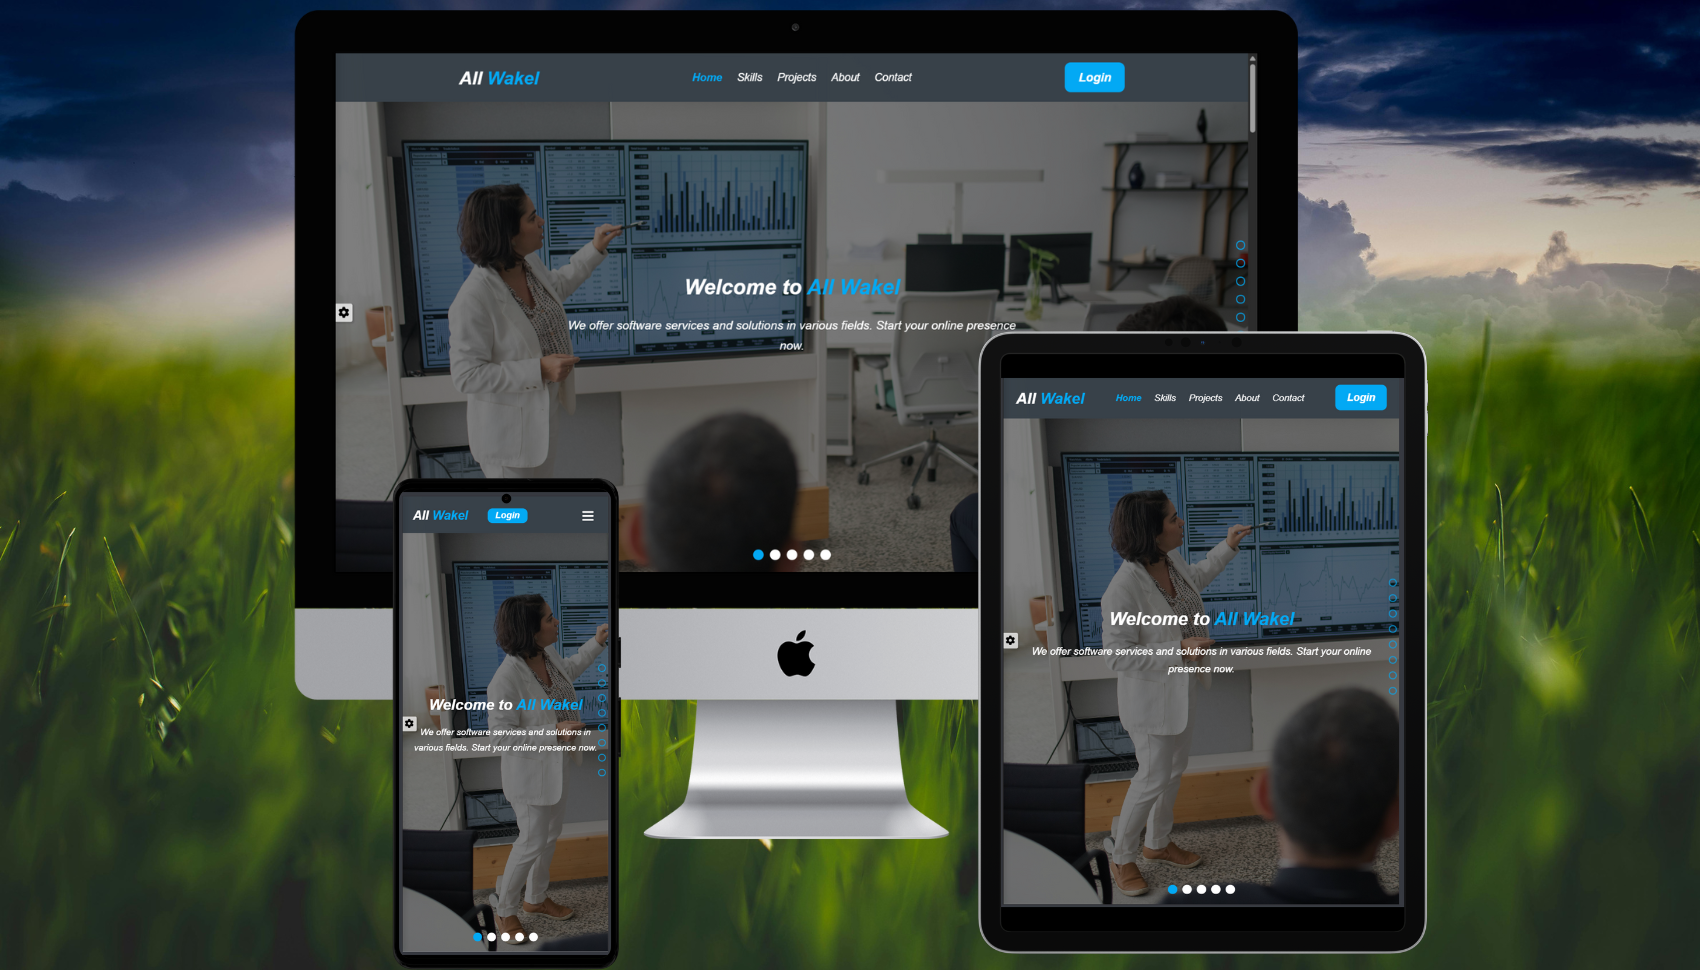 All Wakel
Home Skills Projects About Contact
Login
Welcome to All Wakel
We offer software services and solutions in various fields. Start your online presence
now.
All Wakel
Login
Welcome to All Wakel
We offer software services and solutions in
various fields. Start your online presence now.
All Wakel
Home Skills Projects About Contact
Login
Welcome to All Wakel
We offer software services and solutions in various fields. Start your online
presence now.